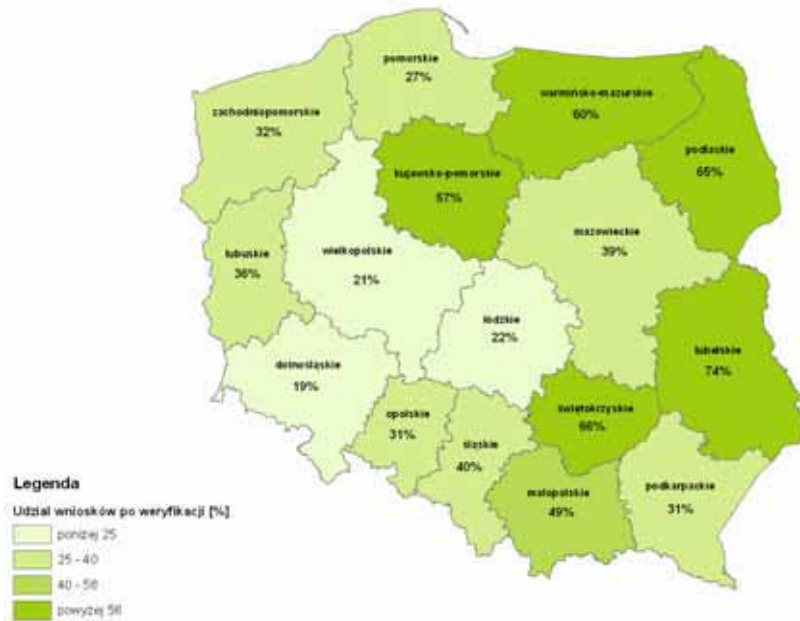 pomorskie
27%
warmińsko-mazurskie
60%
zachodniopomorskie
32%
podlaskie
65%
kujawsko-pomorskie
57%
mazowieckie
39%
lubuskie
36%
wielkopolskie
21%
łódzkie
22%
lubelskie
74%
dolnośląskie
19%
świętokrzyskie
66%
opolskie
31%
śląskie
40%
małopolskie
49%
podkarpackie
31%
Legenda
Udział wniosków po weryfikacji [%]
poniżej 25
25 - 40
40 - 56
powyżej 56